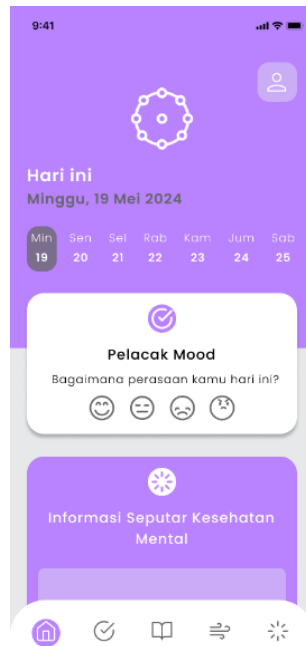 9:41
Hari ini
Minggu, 19 Mei 2024
Min Sen Sel Rab Kam Jum Sab
19 20 21 22 23 24 25
Pelacak Mood
Bagaimana perasaan kamu hari ini?
Informasi Seputar Kesehatan
Mental